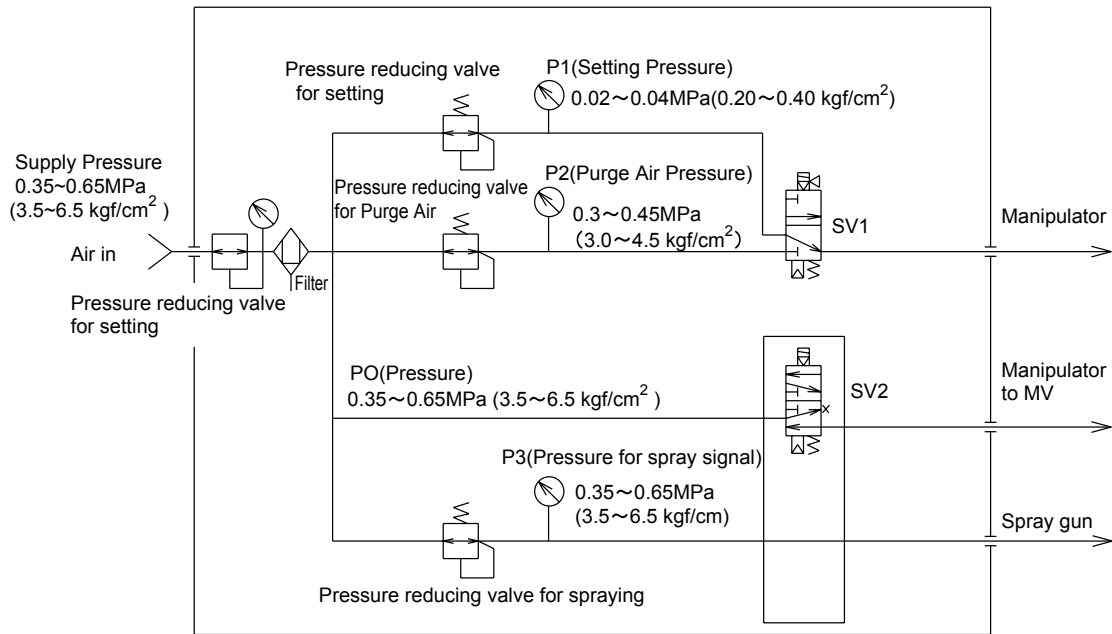 Pressure reducing valve
for setting
P1(Setting Pressure)
0.02～0.04MPa(0.20～0.40 kgf/cm²)
Supply Pressure
0.35~0.65MPa
(3.5~6.5 kgf/cm²)
Air in
Pressure reducing valve
for setting
Filter
Pressure reducing valve
for Purge Air
P2(Purge Air Pressure)
0.3～0.45MPa
(3.0～4.5 kgf/cm²)
SV1
Manipulator
PO(Pressure)
0.35～0.65MPa (3.5～6.5 kgf/cm²)
x
SV2
Manipulator
to MV
P3(Pressure for spray signal)
0.35～0.65MPa
(3.5～6.5 kgf/cm)
Spray gun
Pressure reducing valve for spraying